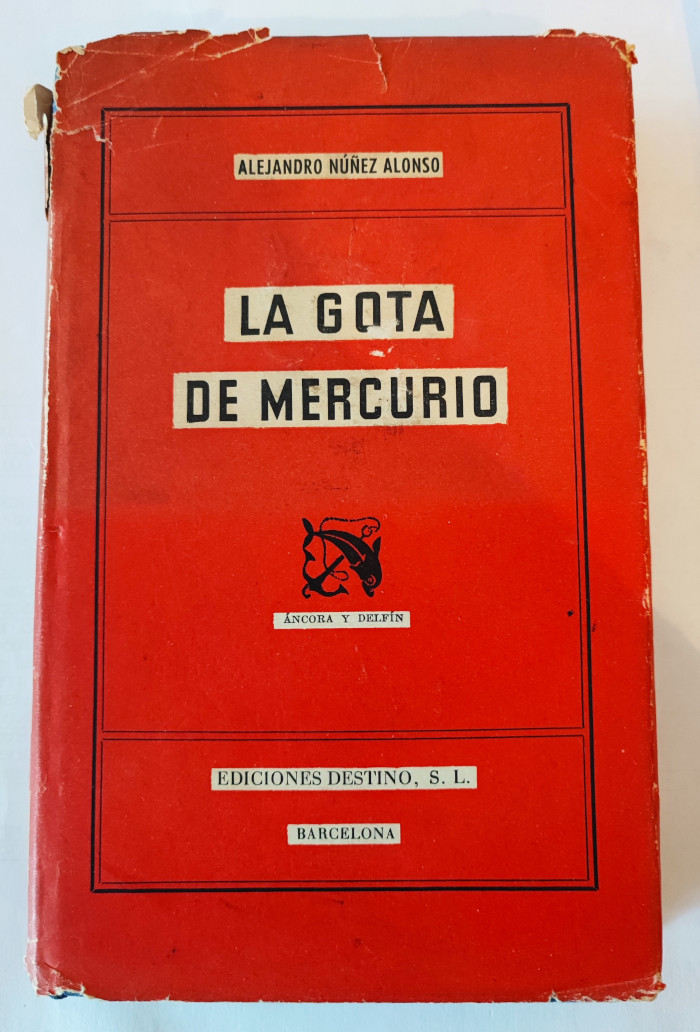 ALEJANDRO NÚÑEZ ALONSO
LA GOTA
DE MERCURIO
ÁNCORA Y DELFÍN
EDICIONES DESTINO, S. L.
BARCELONA